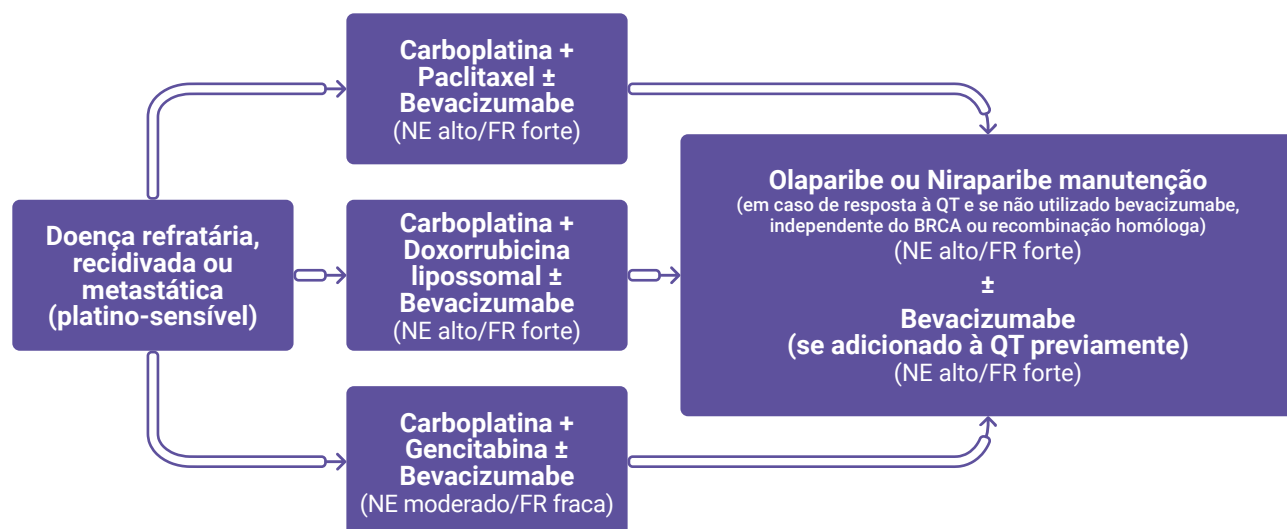 Carboplatina +
Paclitaxel ±
Bevacizumabe
(NE alto/FR forte)
Doença refratária,
recidivada ou
metastática
(platino-sensível)
Carboplatina +
Doxorrubicina
lipossomal ±
Bevacizumabe
(NE alto/FR forte)
Carboplatina +
Gencitabina ±
Bevacizumabe
(NE moderado/FR fraca)
Olaparibe ou Niraparibe manutenção
(em caso de resposta à QT e se não utilizado bevacizumabe,
independente do BRCA ou recombinação homóloga)
(NE alto/FR forte)
±
Bevacizumabe
(se adicionado à QT previamente)
(NE alto/FR forte)